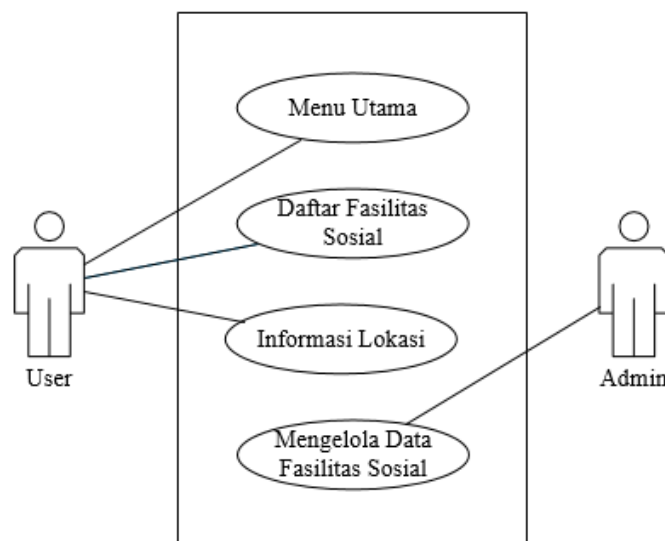 Menu Utama
Daftar Fasilitas
Sosial
Informasi Lokasi
User
Admin
Mengelola Data
Fasilitas Sosial